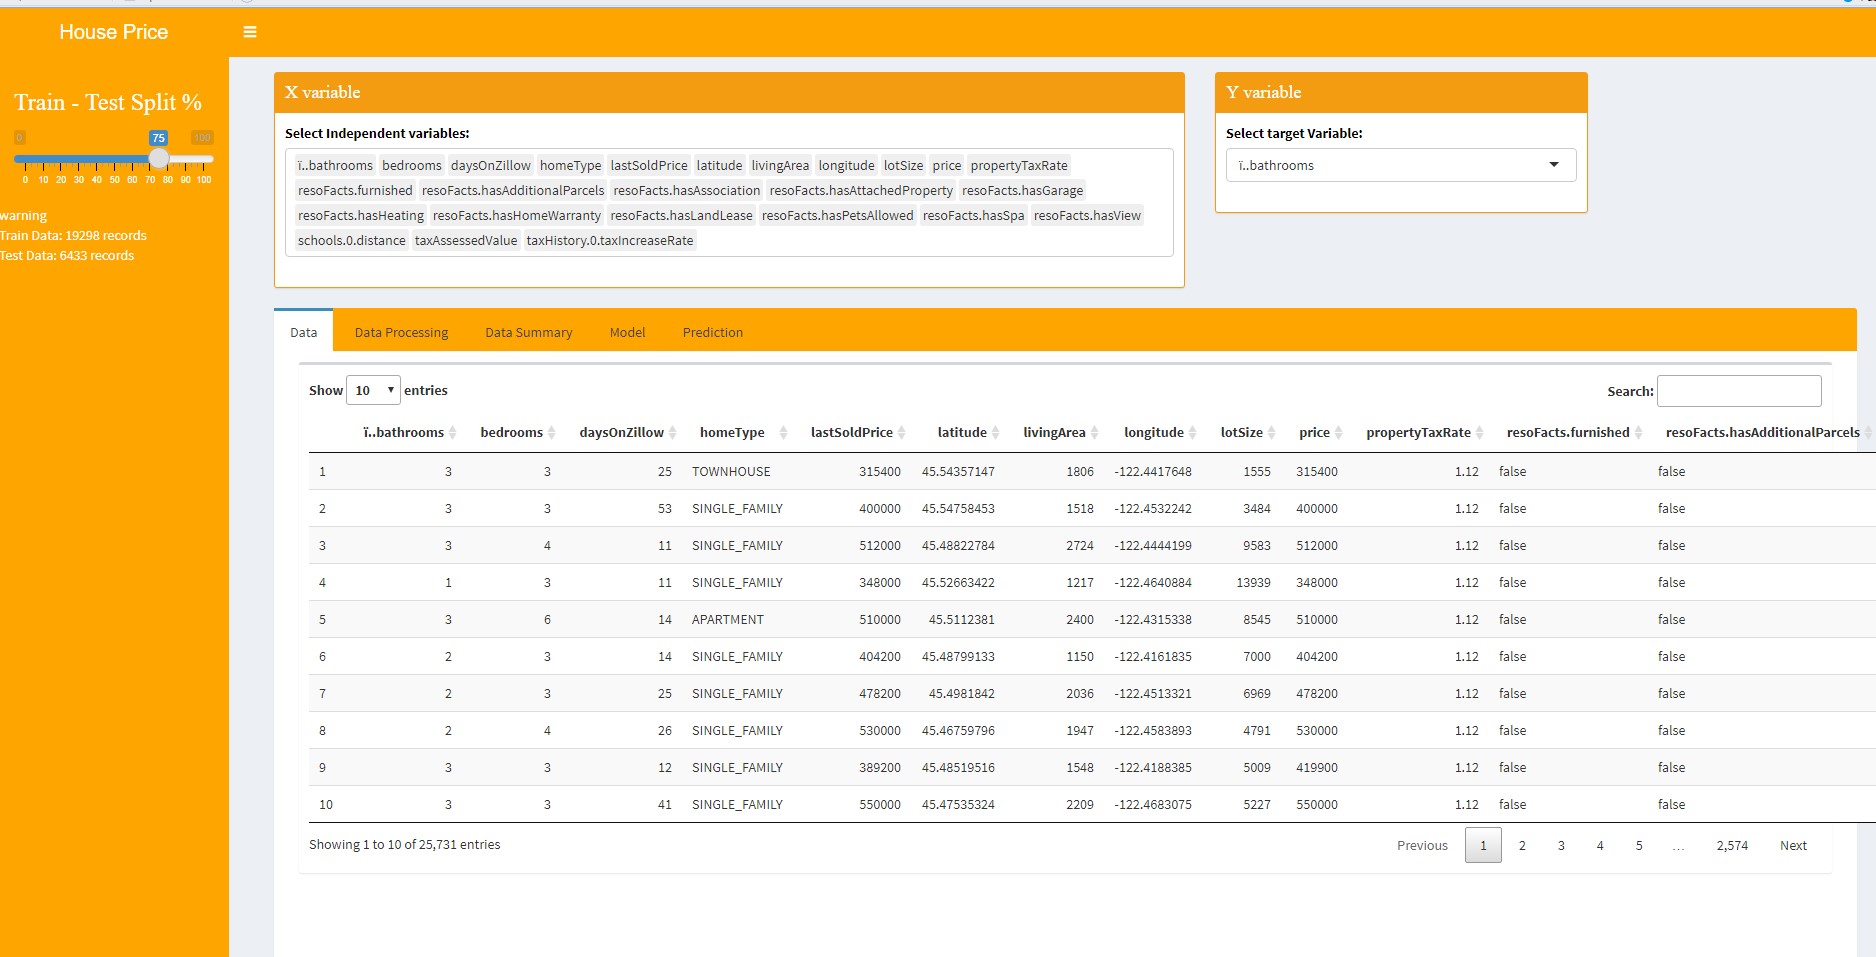 House Price
Train - Test Split %
0 75 100
0 10 20 30 40 50 60 70 80 90 100
warning
Train Data: 19298 records
Test Data: 6433 records
X variable
Select Independent variables:
ï..bathrooms bedrooms daysOnZillow homeType lastSoldPrice latitude livingArea longitude lotSize price propertyTaxRate
resoFacts.furnished resoFacts.hasAdditionalParcels resoFacts.hasAssociation resoFacts.hasAttachedProperty resoFacts.hasGarage
resoFacts.hasHeating resoFacts.hasHomeWarranty resoFacts.hasLandLease resoFacts.hasPetsAllowed resoFacts.hasSpa resoFacts.hasView
schools.0.distance taxAssessedValue taxHistory.0.taxIncreaseRate
Y variable
Select target Variable:
ï..bathrooms
Data Data Processing Data Summary Model Prediction
Show 10 entries Search:
ï..bathrooms bedrooms daysOnZillow homeType lastSoldPrice latitude livingArea longitude lotSize price propertyTaxRate resoFacts.furnished resoFacts.hasAdditionalParcels
1 3 3 25 TOWNHOUSE 315400 45.54357147 1806 -122.4417648 1555 315400 1.12 false false
2 3 3 53 SINGLE_FAMILY 400000 45.54758453 1518 -122.4532242 3484 400000 1.12 false false
3 3 4 11 SINGLE_FAMILY 512000 45.48822784 2724 -122.4444199 9583 512000 1.12 false false
4 1 3 11 SINGLE_FAMILY 348000 45.52663422 1217 -122.4640884 13939 348000 1.12 false false
5 3 6 14 APARTMENT 510000 45.5112381 2400 -122.4315338 8545 510000 1.12 false false
6 2 3 14 SINGLE_FAMILY 404200 45.48799133 1150 -122.4161835 7000 404200 1.12 false false
7 2 3 25 SINGLE_FAMILY 478200 45.4981842 2036 -122.4513321 6969 478200 1.12 false false
8 2 4 26 SINGLE_FAMILY 530000 45.46759796 1947 -122.4583893 4791 530000 1.12 false false
9 3 3 12 SINGLE_FAMILY 389200 45.48519516 1548 -122.4188385 5009 419900 1.12 false false
10 3 3 41 SINGLE_FAMILY 550000 45.47535324 2209 -122.4683075 5227 550000 1.12 false false
Showing 1 to 10 of 25,731 entries Previous 1 2 3 4 5 … 2,574 Next